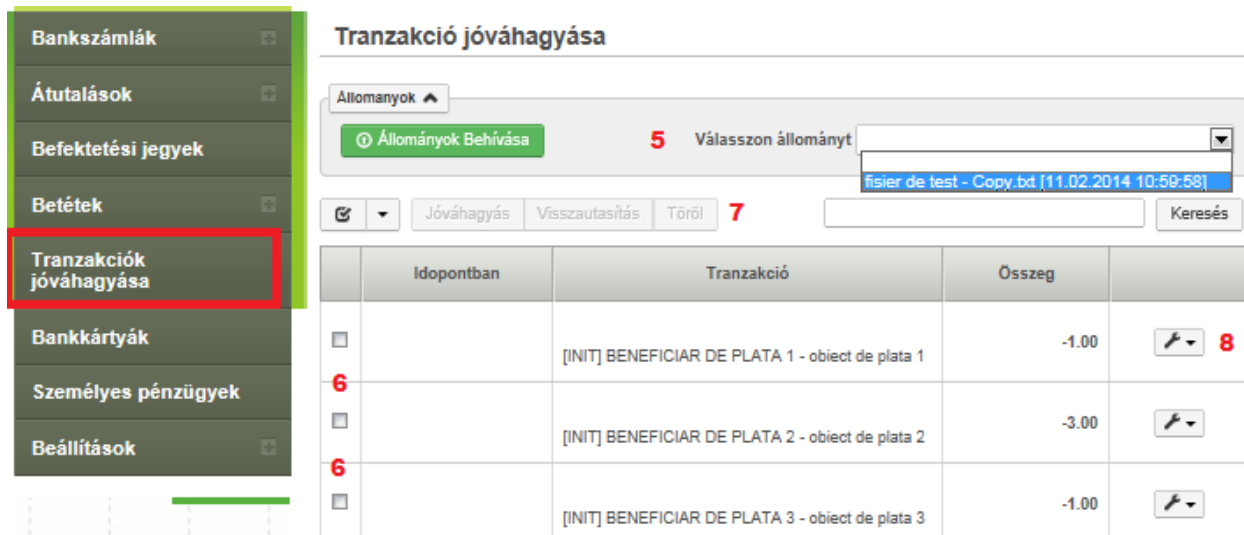 Bankszámlák
Átutalások
Befektetési jegyek
Betétek
Tranzakciók
jóváhagyása
Bankkártyák
Személyes pénzügyek
Beállítások
Tranzakció jóváhagyása
Allomanyok
Állományok Behívása
5 Válasszon állományt
fisier de test - Copy.txt [11.02.2014 10:59:58]
Jóváhagyás Visszautasítás Töröl 7 Keresés
Idopontban Tranzakció Összeg
[INIT] BENEFICIAR DE PLATA 1 - obiect de plata 1 -1.00 8
6
[INIT] BENEFICIAR DE PLATA 2 - obiect de plata 2 -3.00
6
[INIT] BENEFICIAR DE PLATA 3 - obiect de plata 3 -1.00